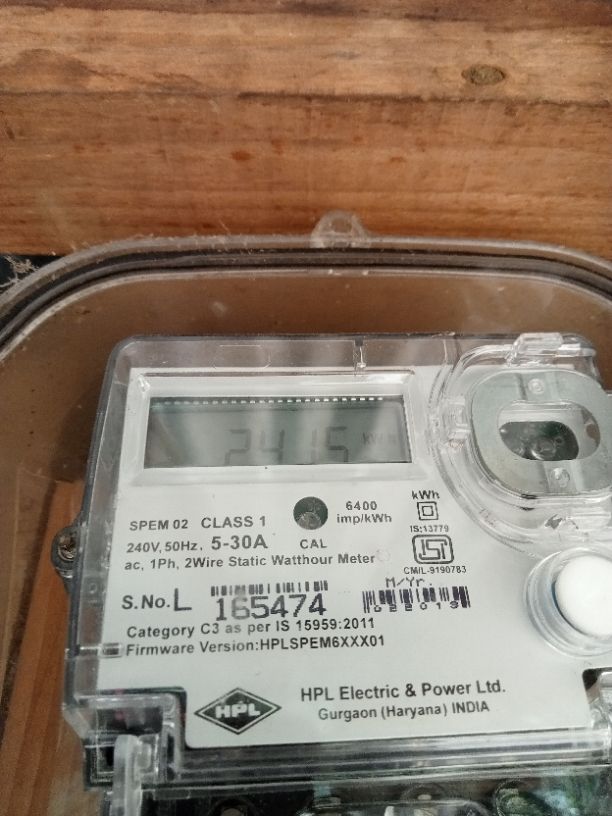 2415 kW
SPEM 02 CLASS 1
6400
imp/kWh
kWh
IS:13779
240V, 50Hz, 5-30A
CAL
ac, 1Ph, 2Wire Static Watthour Meter
CM/L-9190783
M/Yr.
S.No. L 165474
022013
Category C3 as per IS 15959:2011
Firmware Version:HPLSPEM6XXX01
HPL
HPL Electric & Power Ltd.
Gurgaon (Haryana) INDIA